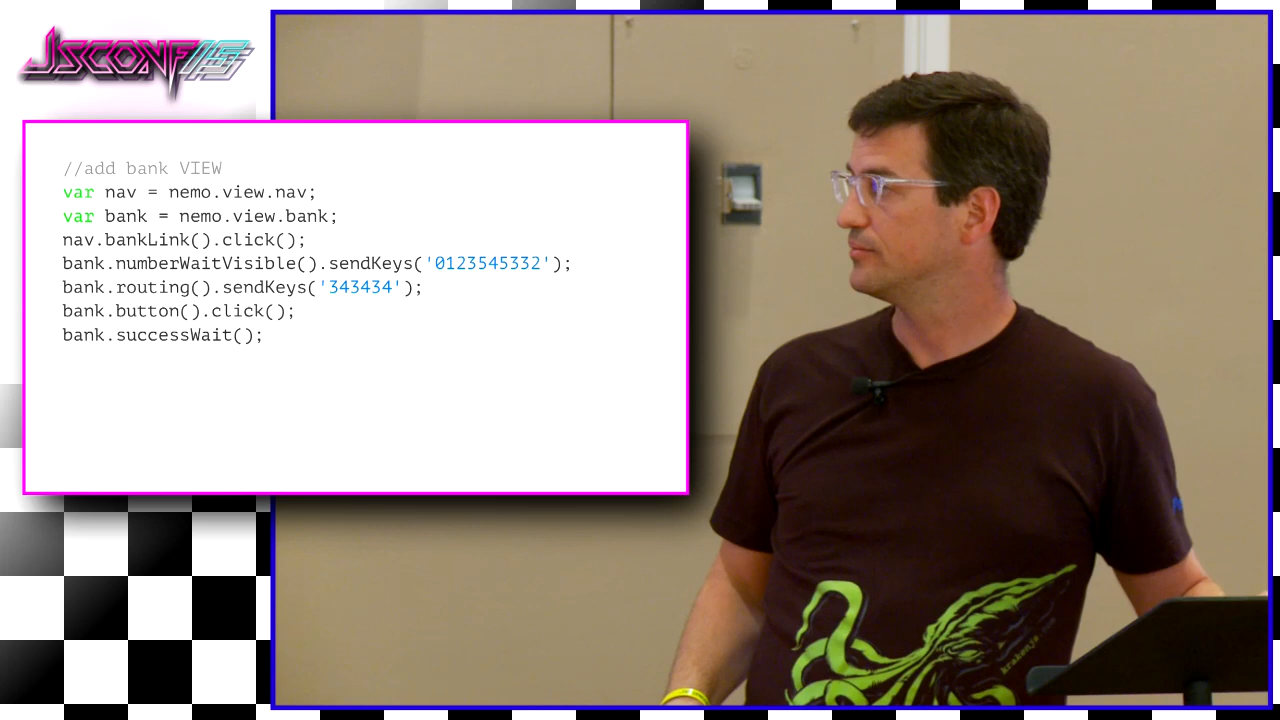 JSCONF15
//add bank VIEW
var nav = nemo.view.nav;
var bank = nemo.view.bank;
nav.bankLink().click();
bank.numberWaitVisible().sendKeys('0123545332');
bank.routing().sendKeys('343434');
bank.button().click();
bank.successWait();